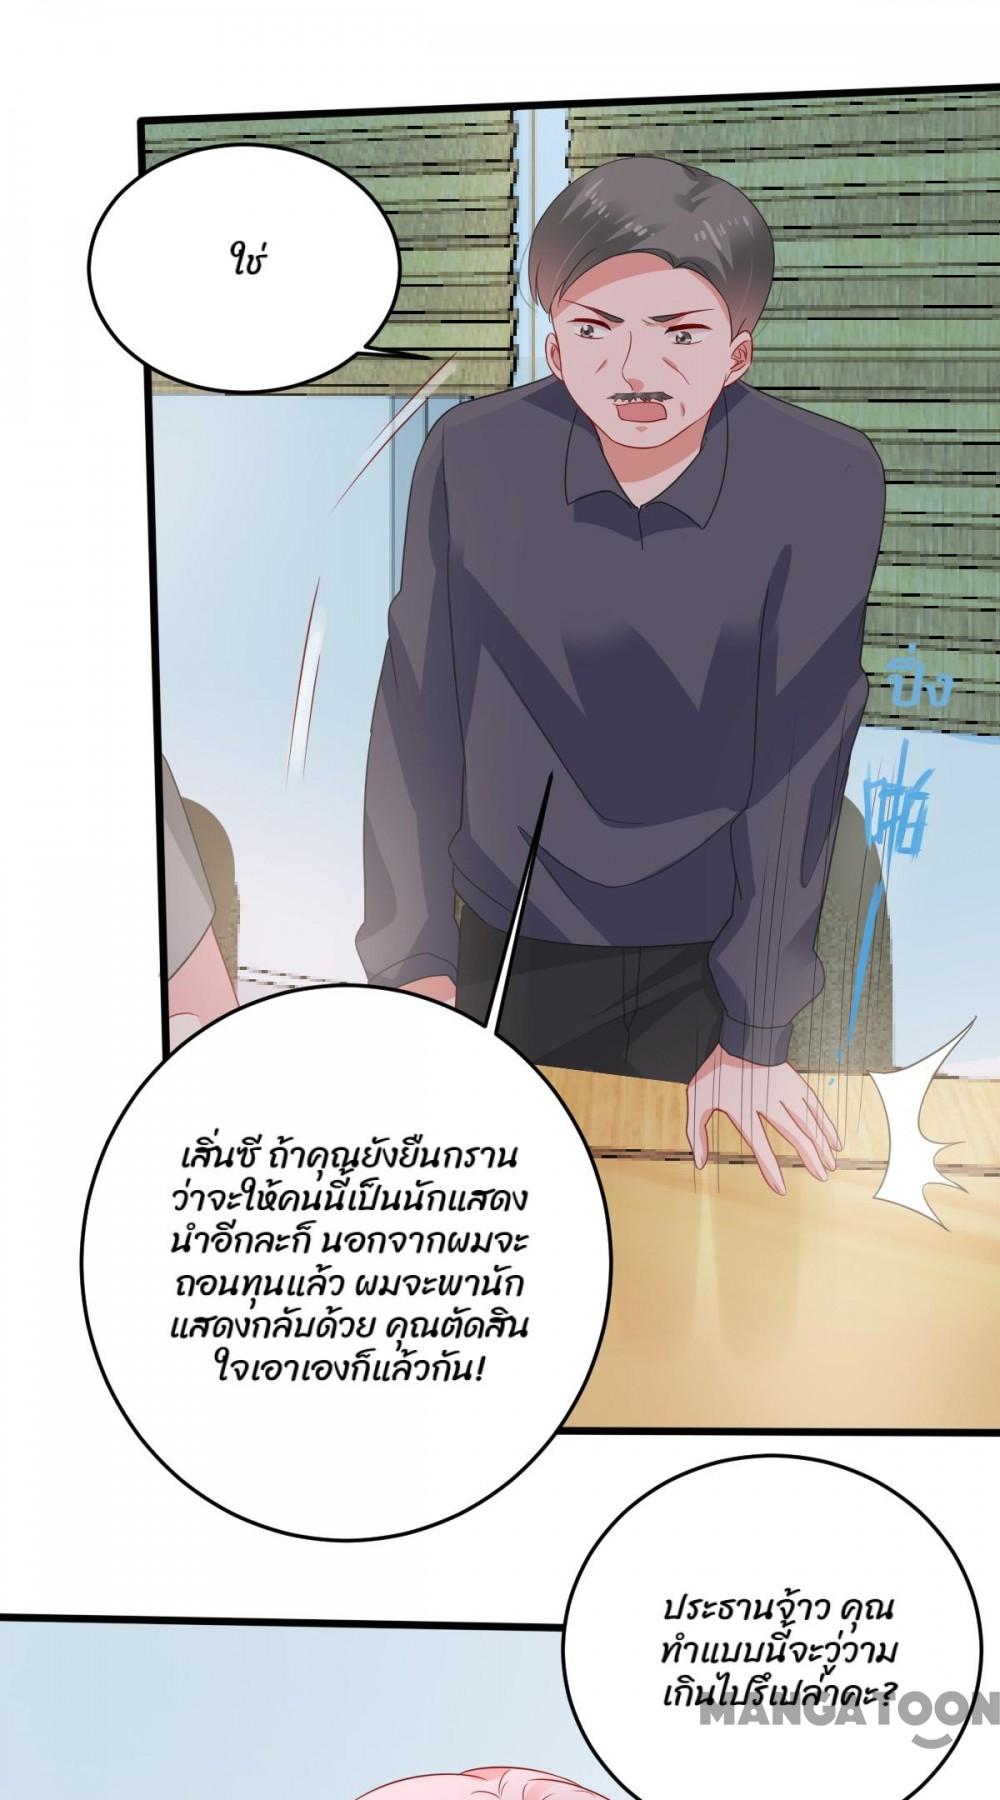 ใช่
ปึ่ง
啪
เสิ่นซี ถ้าคุณยังยืนกราน
ว่าจะให้คนนี้เป็นนักแสดง
นำอีกละก็ นอกจากผมจะ
ถอนทุนแล้ว ผมจะพานัก
แสดงกลับด้วย คุณตัดสิน
ใจเอาเองก็แล้วกัน!
ประธานจ้าว คุณ
ทำแบบนี้จะวู่วาม
เกินไปรึเปล่าคะ?
MANGATOON